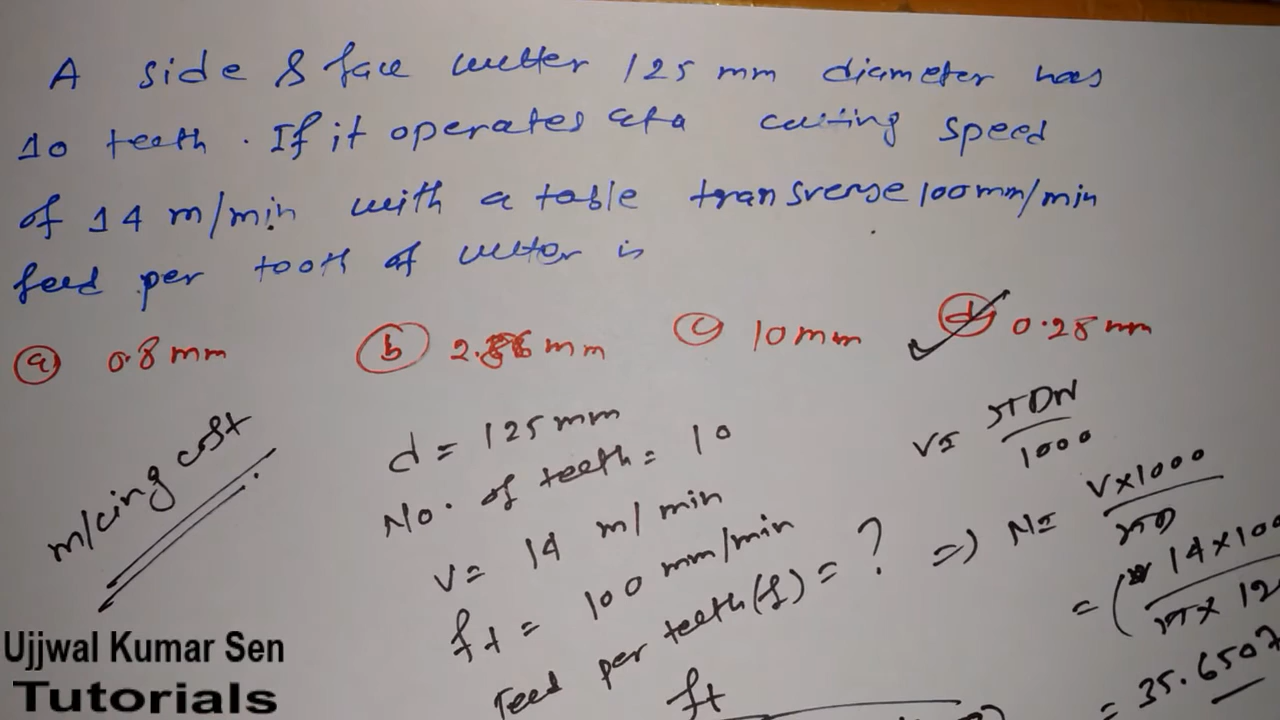 A side & face cutter 125 mm diameter has
10 teeth. If it operates at a cutting speed
of 14 m/min with a table transverse 100 mm/min
feed per tooth of cutter is
(a) 0.8 mm (b) 2.86 mm (c) 10 mm (d) 0.28 mm
m/cing cost
d = 125 mm
No. of teeth = 10
V = 14 m/min
ft = 100 mm/min
Feed per teeth (f) = ?
ft
V = πDN/1000
=) N = V×1000/πD
= (14×100
π× 12
= 35.6507
Ujjwal Kumar Sen
Tutorials